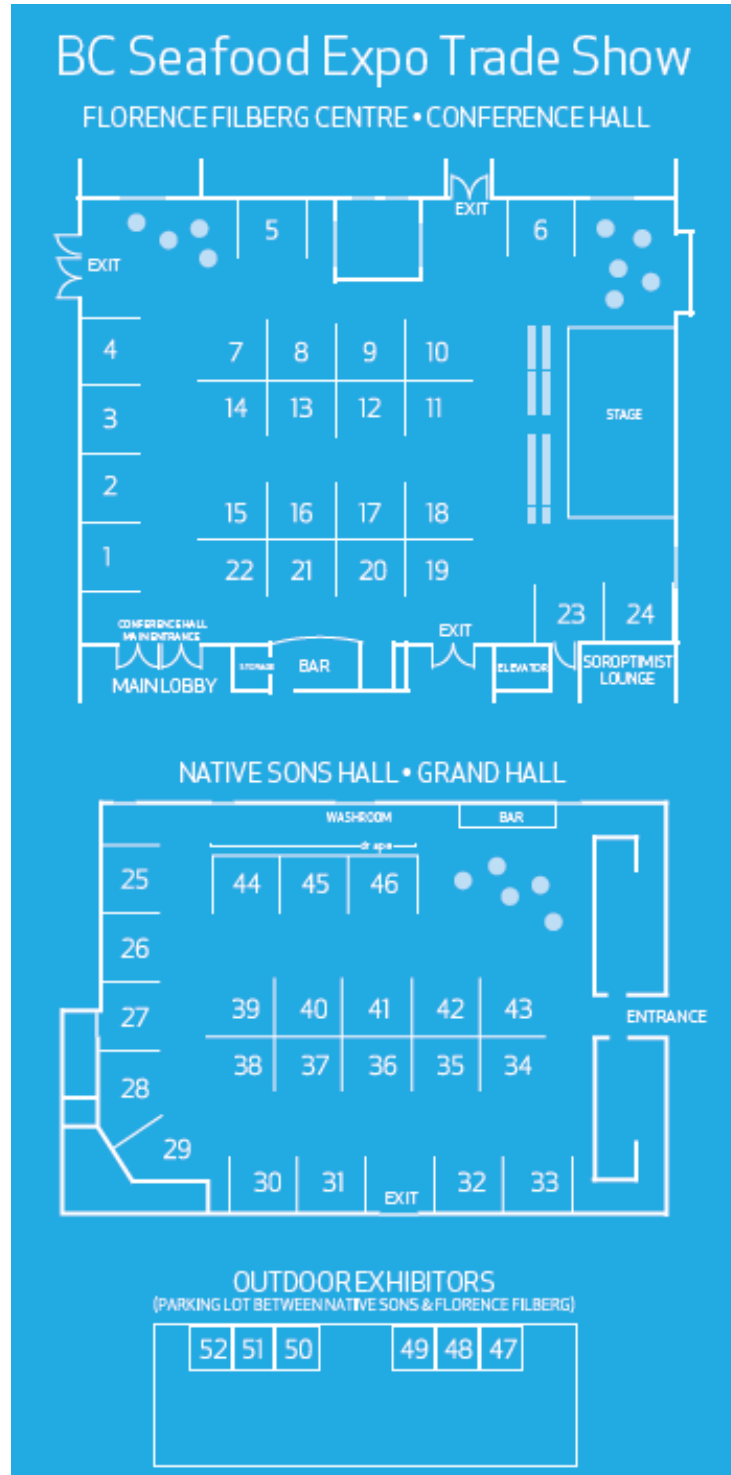 BC Seafood Expo Trade Show
FLORENCE FILBERG CENTRE • CONFERENCE HALL
EXIT
5
6
EXIT
4
7 8 9 10
3
14 13 12 11
STAGE
2
15 16 17 18
1
22 21 20 19
23 24
CONFERENCE HALL
MAIN ENTRANCE
EXIT
STORAGE
BAR
ELEVATOR
SOROPTIMIST
LOUNGE
MAIN LOBBY
NATIVE SONS HALL • GRAND HALL
WASHROOM
BAR
drape
25
44 45 46
26
27
39 40 41 42 43
ENTRANCE
28
38 37 36 35 34
29
30 31
EXIT
32 33
OUTDOOR EXHIBITORS
(PARKING LOT BETWEEN NATIVE SONS & FLORENCE FILBERG)
52 51 50 49 48 47